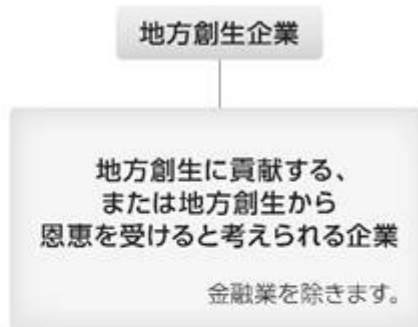 地方創生企業
地方創生に貢献する、
または地方創生から
恩恵を受けると考えられる企業
金融業を除きます。